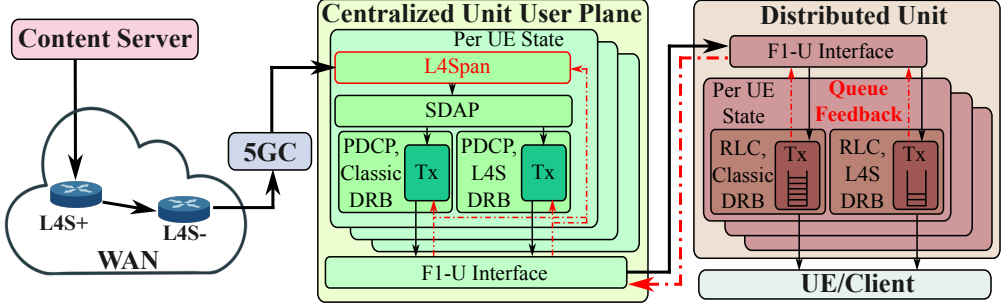 Content Server
L4S+
L4S-
WAN
5GC
Centralized Unit User Plane
Per UE State
L4Span
SDAP
PDCP,
Classic
DRB
Tx
PDCP,
L4S
DRB
Tx
F1-U Interface
Distributed Unit
F1-U Interface
Per UE
State
Queue
Feedback
RLC,
Classic
DRB
Tx
RLC,
L4S
DRB
Tx
UE/Client